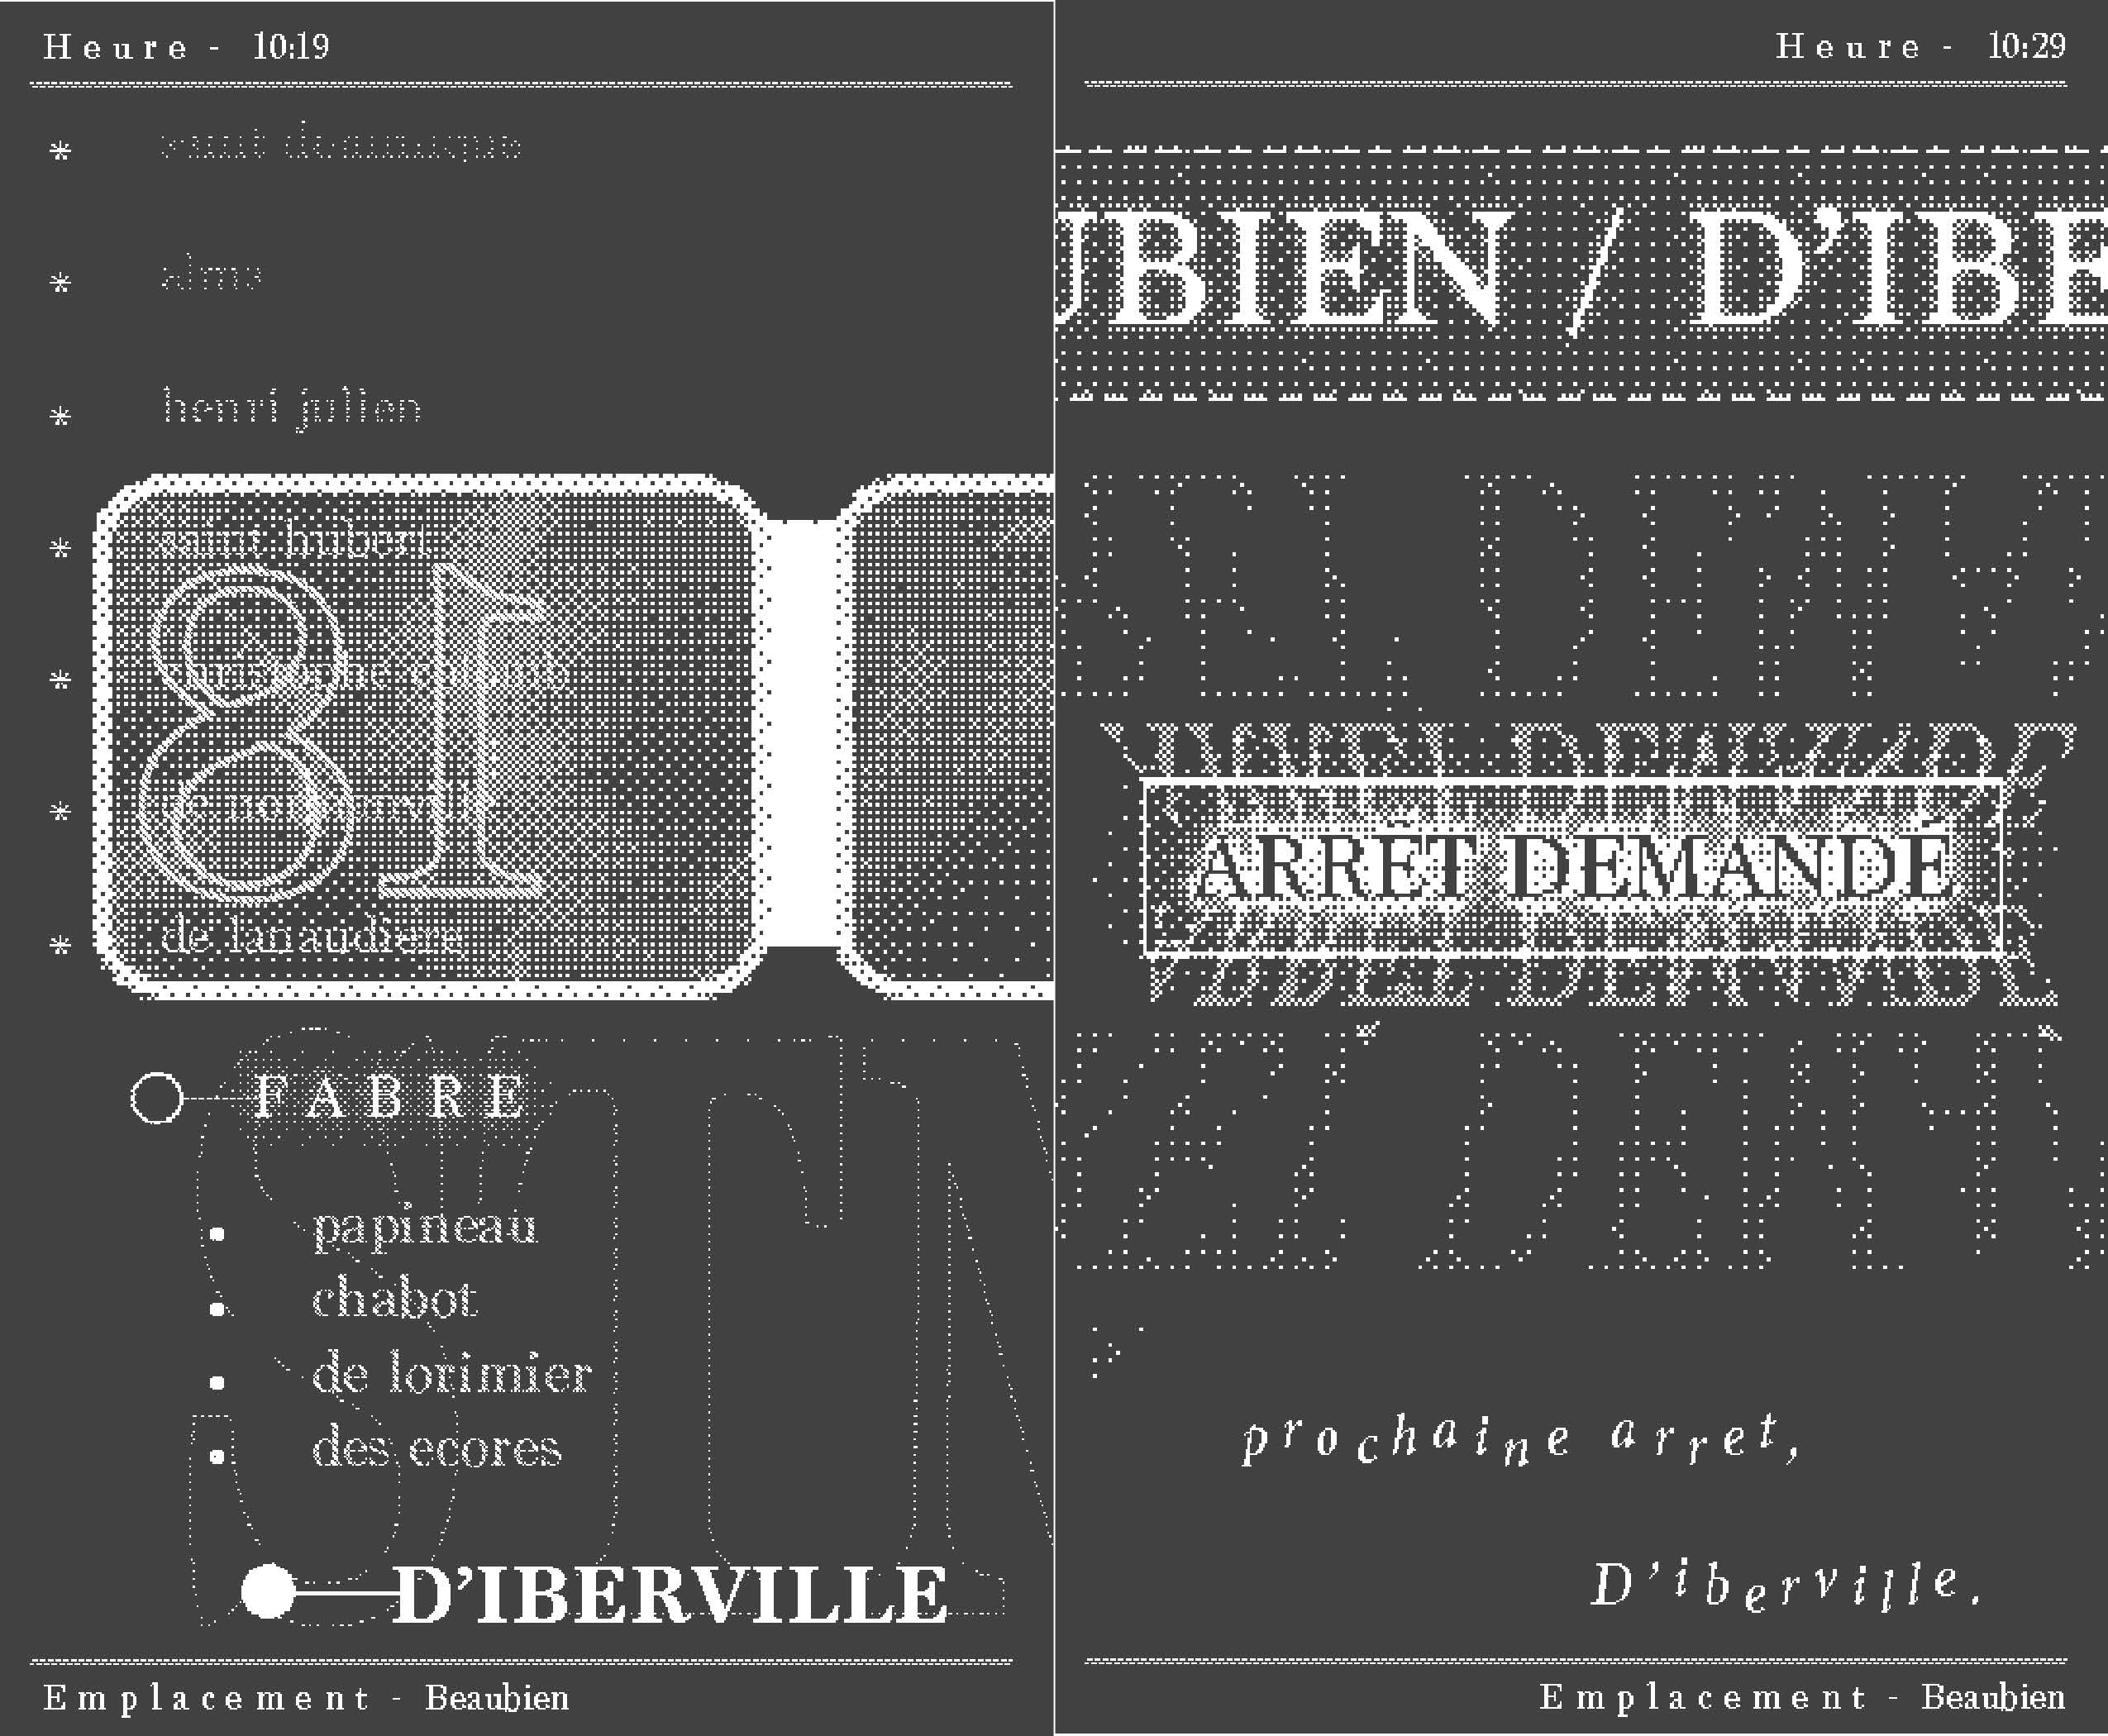 Heure - 10:19
* saint dominique
* alma
* henri julien
* saint hubert
81
* christophe colomb
* de normanville
* de lanaudière
FABRE
papineau
chabot
de lorimier
des ecores
D’IBERVILLE
Emplacement - Beaubien
Heure - 10:29
UBIEN / D’IBE
ARRÊT DEMANDÉ
prochaine arret,
D’iberville.
Emplacement - Beaubien